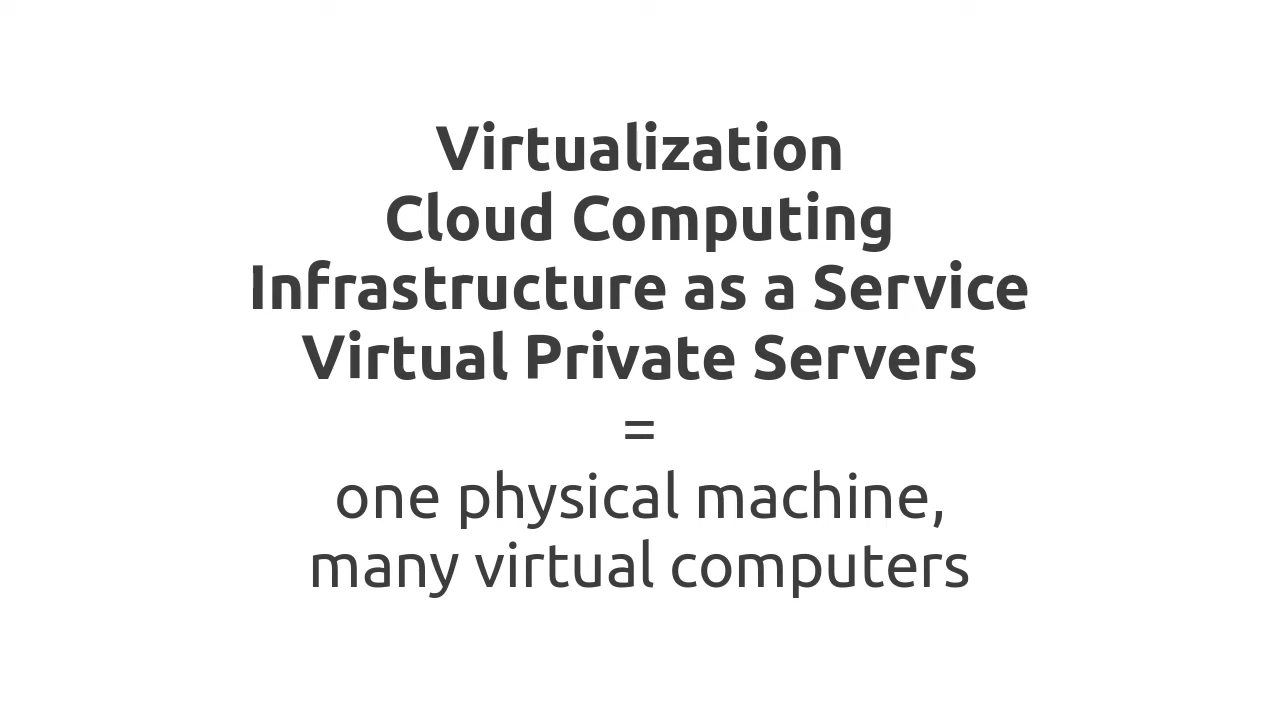 Virtualization
Cloud Computing
Infrastructure as a Service
Virtual Private Servers
=
one physical machine,
many virtual computers